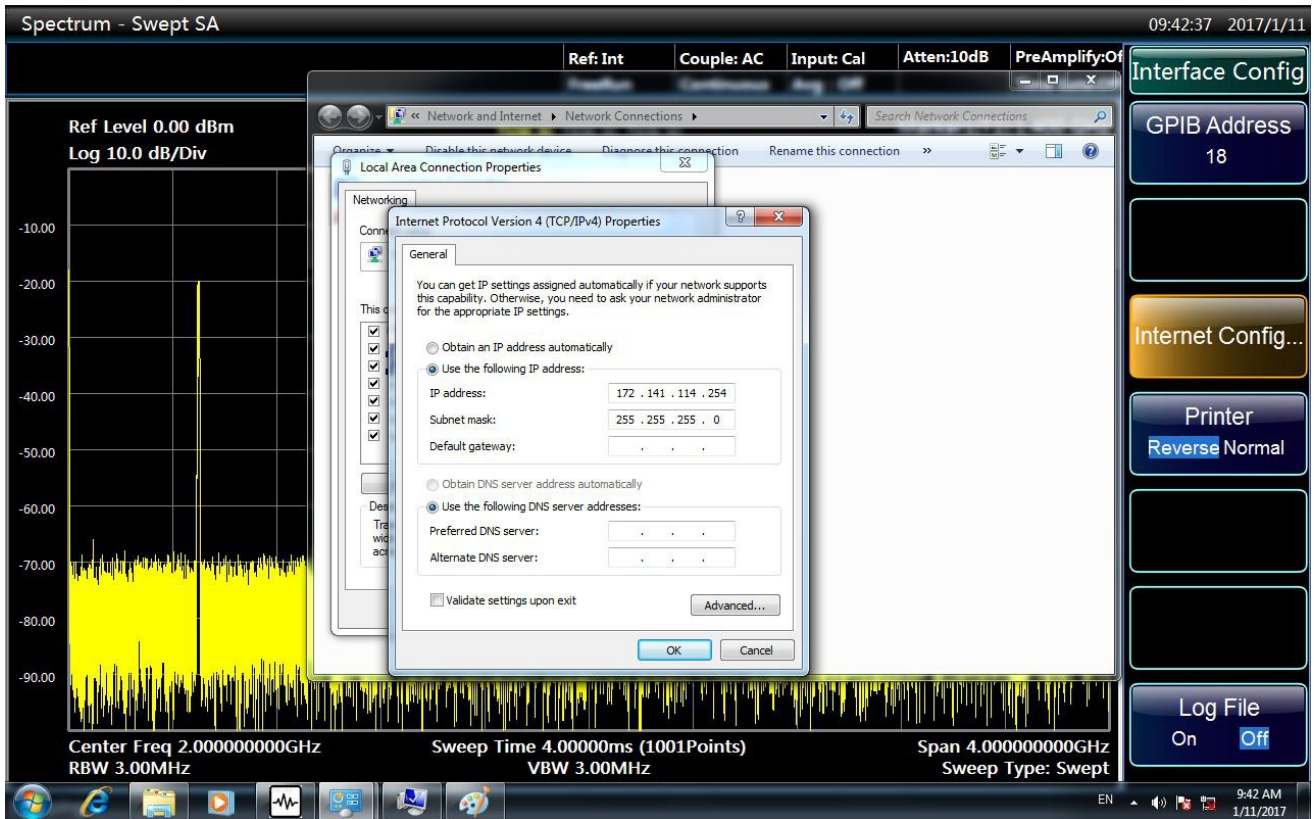 Spectrum - Swept SA
09:42:37 2017/1/11
Ref: Int Couple: AC Input: Cal Atten:10dB PreAmplify:Of
Interface Config
« Network and Internet Network Connections
Search Network Connections
Ref Level 0.00 dBm
Log 10.0 dB/Div
GPIB Address
18
Organize Disable this network device Diagnose this connection Rename this connection »
Local Area Connection Properties
Networking
Conne
Internet Protocol Version 4 (TCP/IPv4) Properties
General
You can get IP settings assigned automatically if your network supports
this capability. Otherwise, you need to ask your network administrator
for the appropriate IP settings.
This c
Obtain an IP address automatically
Use the following IP address:
IP address: 172 . 141 . 114 . 254
Subnet mask: 255 . 255 . 255 . 0
Default gateway: . . .
Obtain DNS server address automatically
Use the following DNS server addresses:
Preferred DNS server: . . .
Alternate DNS server: . . .
Des
Tra
wid
acr
Validate settings upon exit
Advanced...
OK Cancel
-10.00
-20.00
-30.00
-40.00
-50.00
-60.00
-70.00
-80.00
-90.00
Internet Config...
Printer
Reverse Normal
Log File
On Off
Center Freq 2.000000000GHz Sweep Time 4.00000ms (1001Points) Span 4.000000000GHz
RBW 3.00MHz VBW 3.00MHz Sweep Type: Swept
EN
9:42 AM
1/11/2017